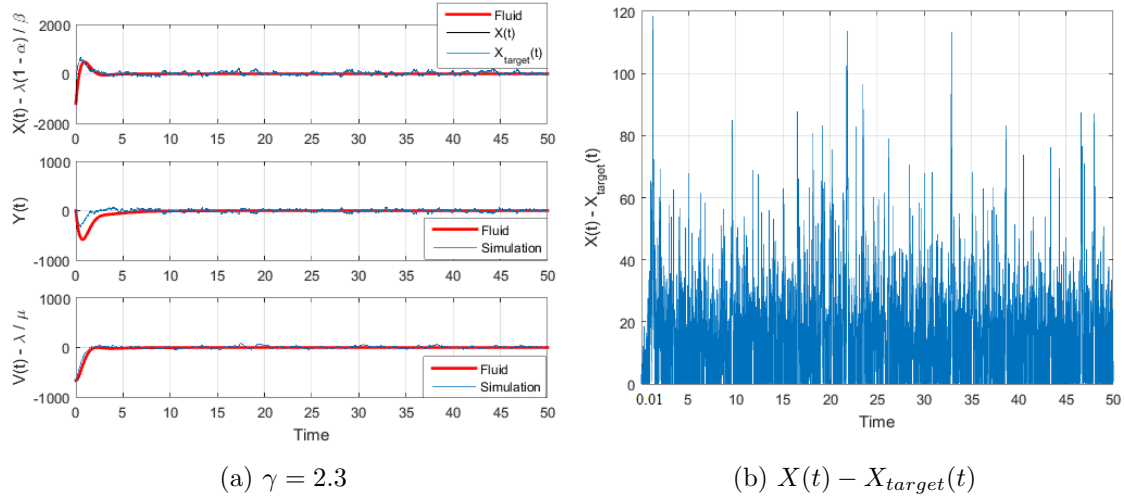 2000
0
-2000
0 5 10 15 20 25 30 35 40 45 50
X(t) - λ(1 - α) / β
Fluid
X(t)
X_target(t)
1000
0
-1000
0 5 10 15 20 25 30 35 40 45 50
Y(t)
Fluid
Simulation
1000
0
-1000
0 5 10 15 20 25 30 35 40 45 50
V(t) - λ / μ
Fluid
Simulation
Time
(a) γ = 2.3
120
100
80
60
40
20
0
X(t) - X_target(t)
0.01 5 10 15 20 25 30 35 40 45 50
Time
(b) X(t) − X_target(t)